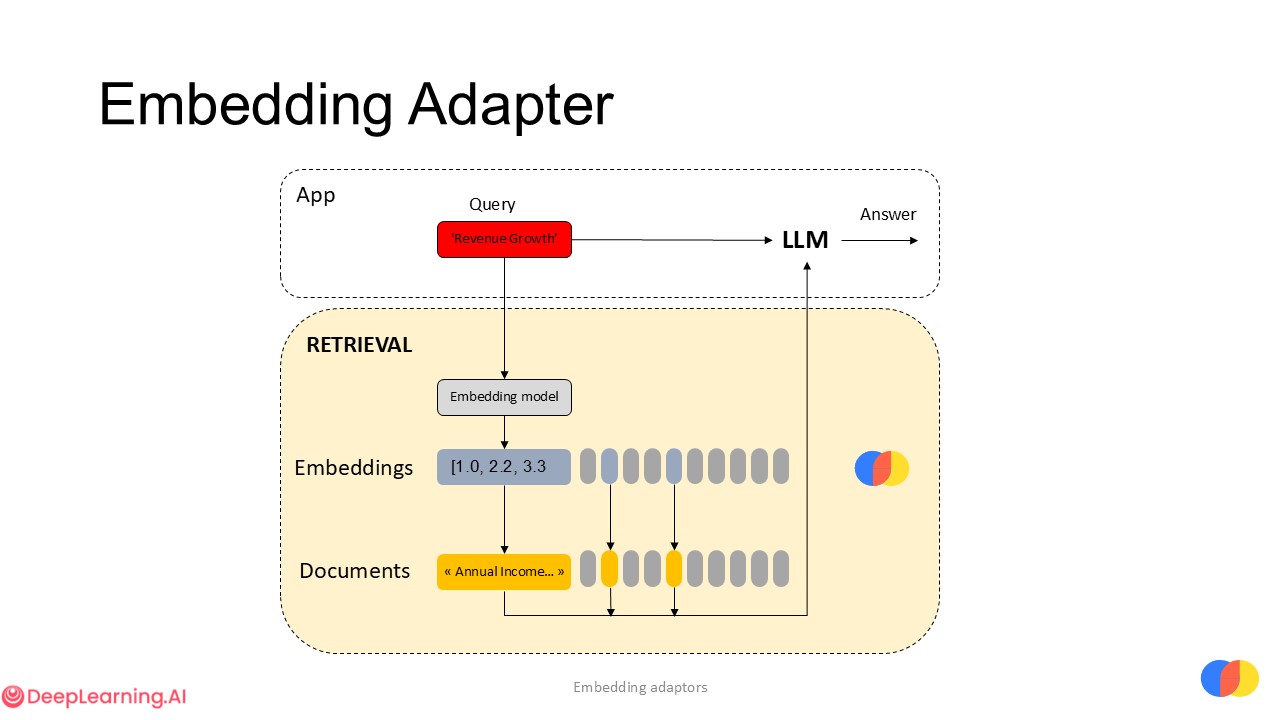 Embedding Adapter
App
Query
'Revenue Growth'
LLM
Answer
RETRIEVAL
Embedding model
Embeddings
[1.0, 2.2, 3.3
Documents
« Annual Income... »
Embedding adaptors
DeepLearning.AI